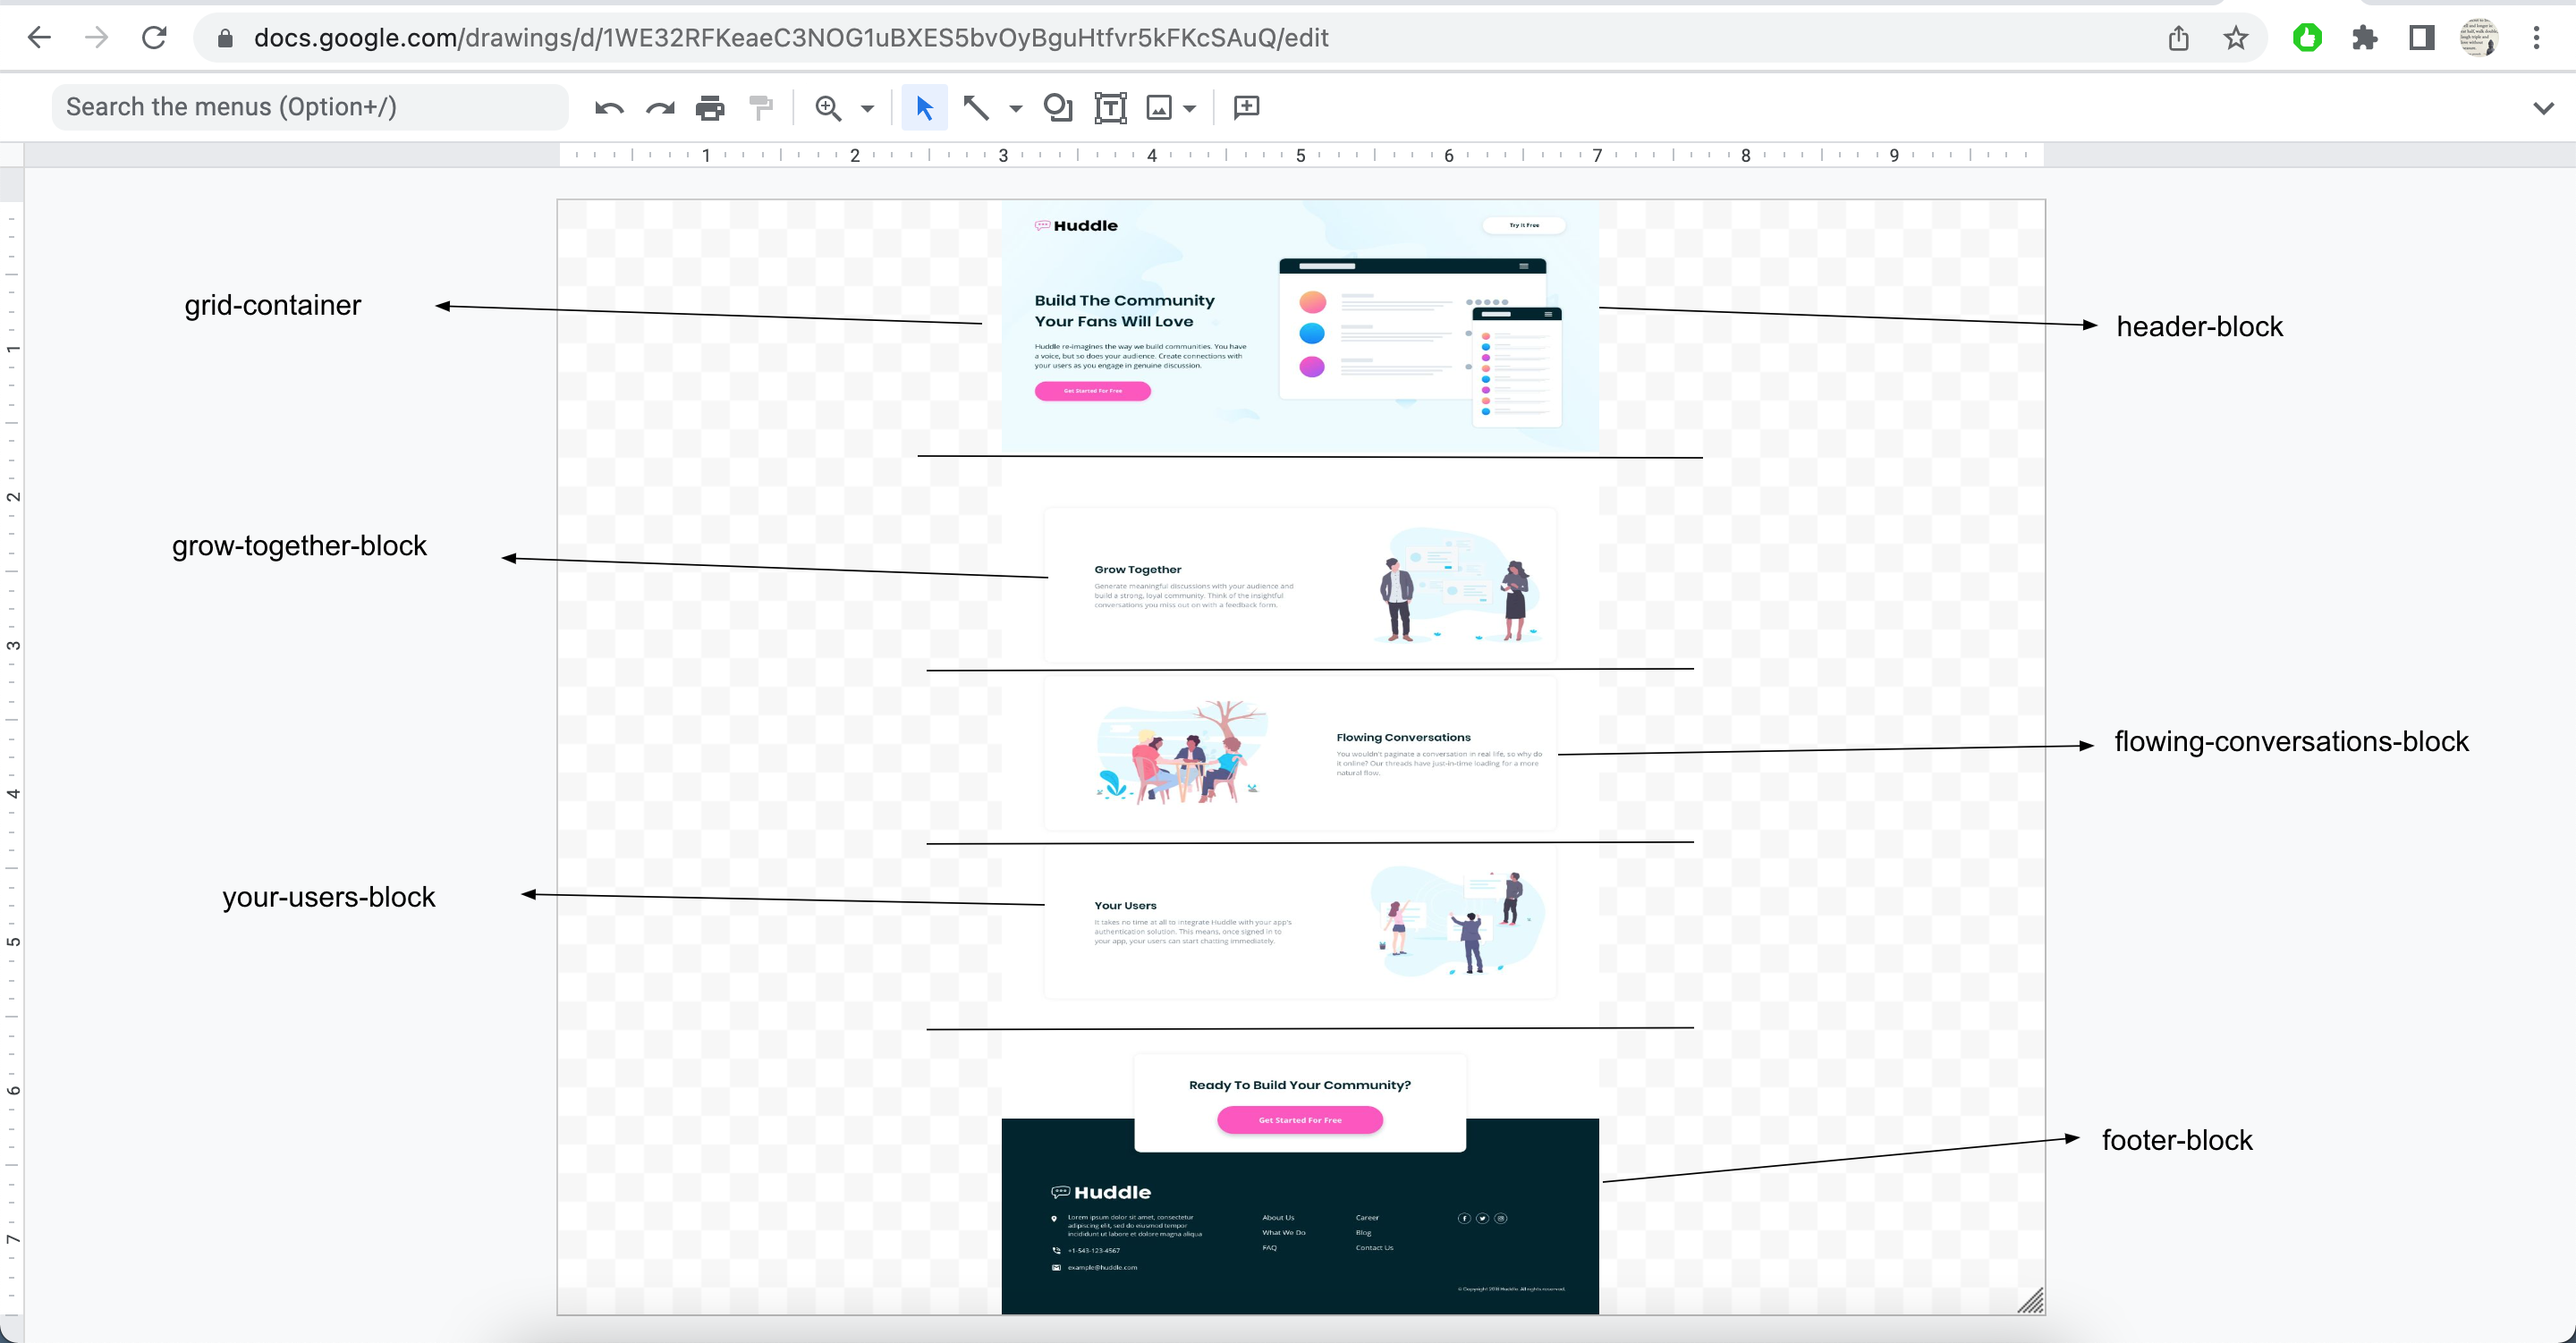 docs.google.com/drawings/d/1WE32RFKeaeC3NOG1uBXES5bvOyBguHtfvr5kFKcSAuQ/edit
Search the menus (Option+/)
1 2 3 4 5 6 7 8 9
Huddle
Try It Free
grid-container
Build The Community
Your Fans Will Love
header-block
Huddle re-imagines the way we build communities. You have
a voice, but so does your audience. Create connections with
your users as you engage in genuine discussion.
Get Started For Free
1
2
grow-together-block
Grow Together
Generate meaningful discussions with your audience and
build a strong, loyal community. Think of the insightful
conversations you miss out on with a feedback form.
3
Flowing Conversations
flowing-conversations-block
You wouldn't paginate a conversation in real life, so why do
it online? Our threads have just-in-time loading for a more
natural flow.
4
your-users-block
Your Users
It takes no time at all to integrate Huddle with your app's
authentication solution. This means, once signed in to
your app, your users can start chatting immediately.
5
6
Ready To Build Your Community?
Get Started For Free
footer-block
Huddle
Lorem ipsum dolor sit amet, consectetur
adipiscing elit, sed do eiusmod tempor
incididunt ut labore et dolore magna aliqua
+1-543-123-4567
example@huddle.com
About Us
What We Do
FAQ
Career
Blog
Contact Us
7
© Copyright 2018 Huddle. All rights reserved.